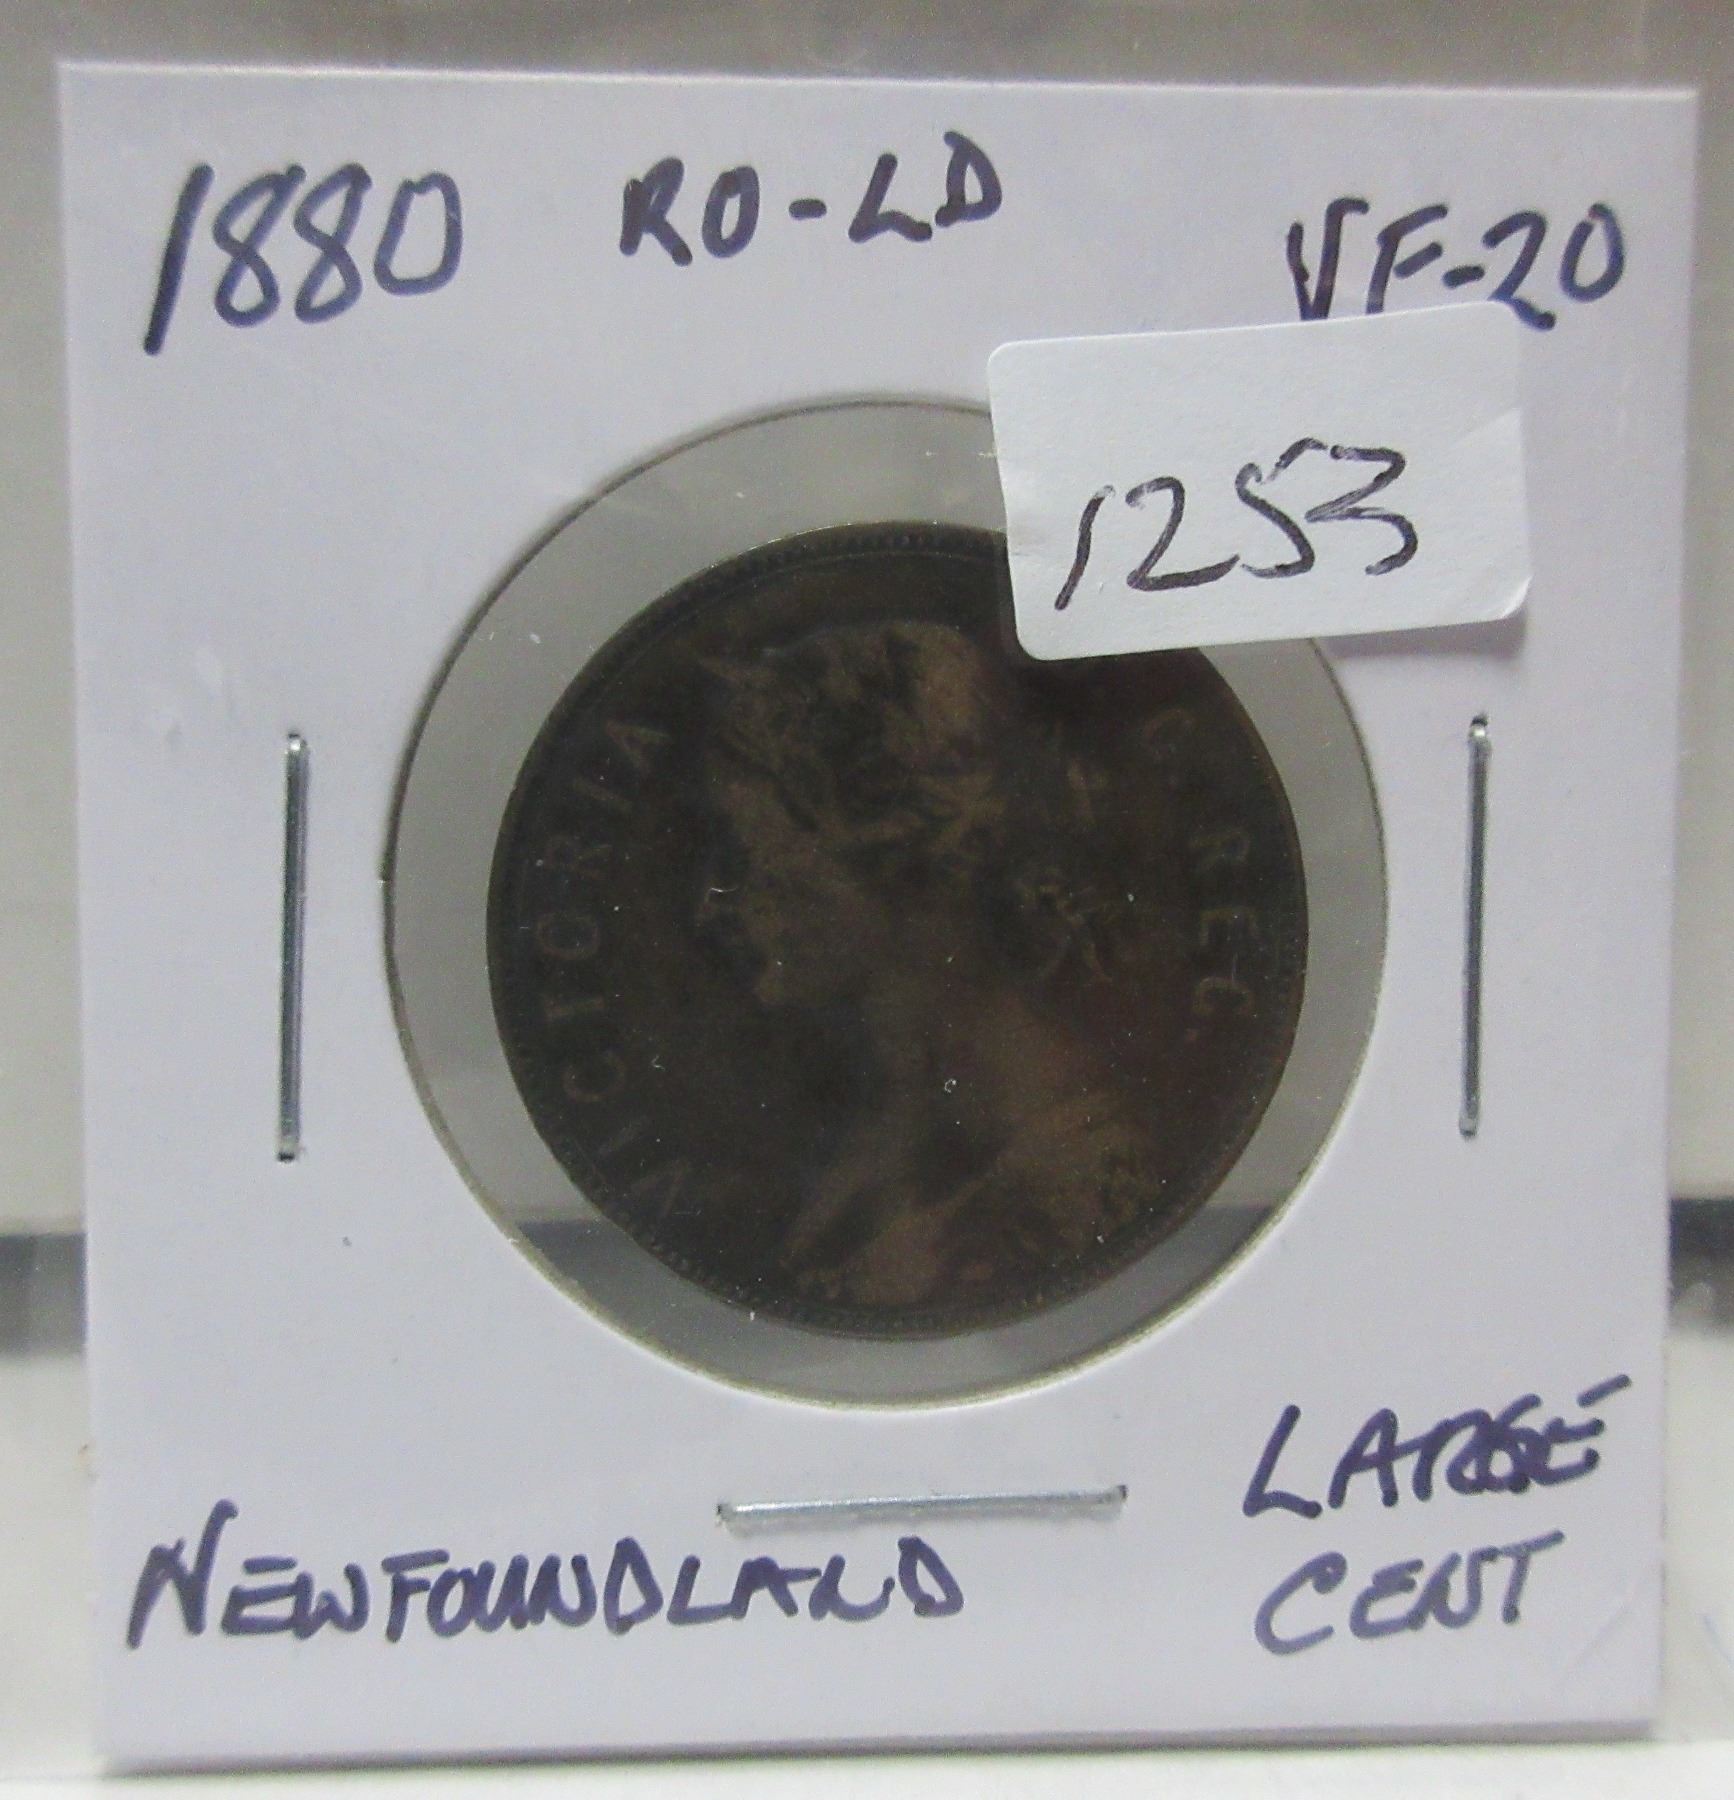 1880 RO-LD VF-20
1253
VICTORIA REG.
NEWFOUNDLAND
LARGE
CENT